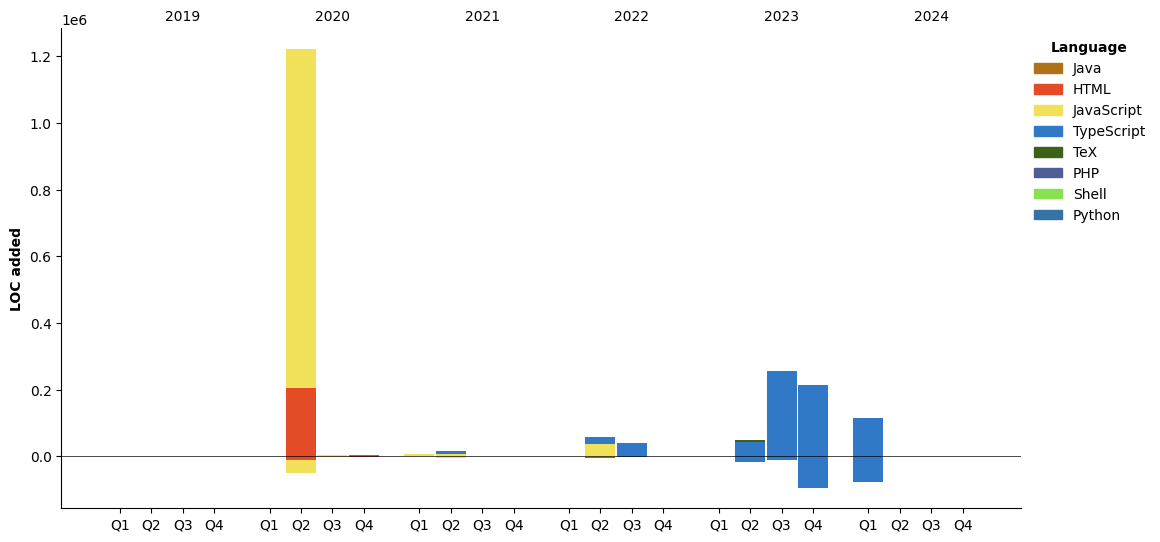 1e6
2019 2020 2021 2022 2023 2024
Language
Java
HTML
JavaScript
TypeScript
TeX
PHP
Shell
Python
LOC added
1.2
1.0
0.8
0.6
0.4
0.2
0.0
Q1 Q2 Q3 Q4 Q1 Q2 Q3 Q4 Q1 Q2 Q3 Q4 Q1 Q2 Q3 Q4 Q1 Q2 Q3 Q4 Q1 Q2 Q3 Q4